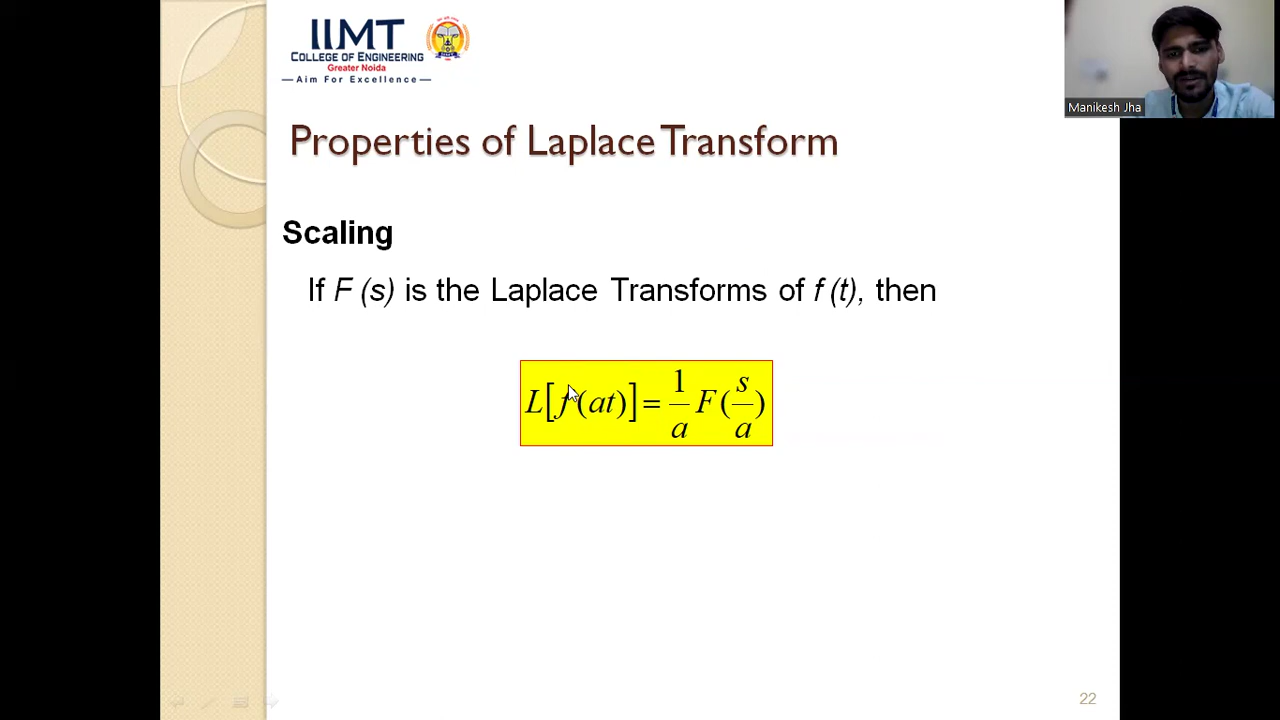 IIMT
COLLEGE OF ENGINEERING
Greater Noida
Aim For Excellence
Manikesh Jha
Properties of Laplace Transform
Scaling
If F (s) is the Laplace Transforms of f (t), then
L[f(at)] = 1/a F(s/a)
22